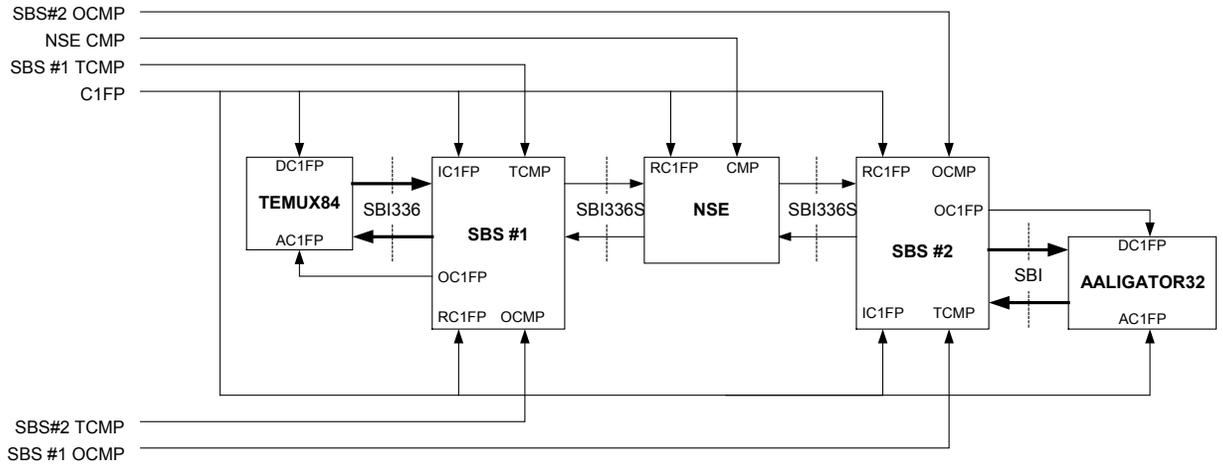 SBS#2 OCMP
NSE CMP
SBS #1 TCMP
C1FP
DC1FP
TEMUX84
AC1FP
SBI336
IC1FP TCMP
SBS #1
OC1FP
RC1FP OCMP
SBI336S
RC1FP CMP
NSE
SBI336S
RC1FP OCMP
OC1FP
SBS #2
IC1FP TCMP
SBI
DC1FP
AALIGATOR32
AC1FP
SBS#2 TCMP
SBS #1 OCMP